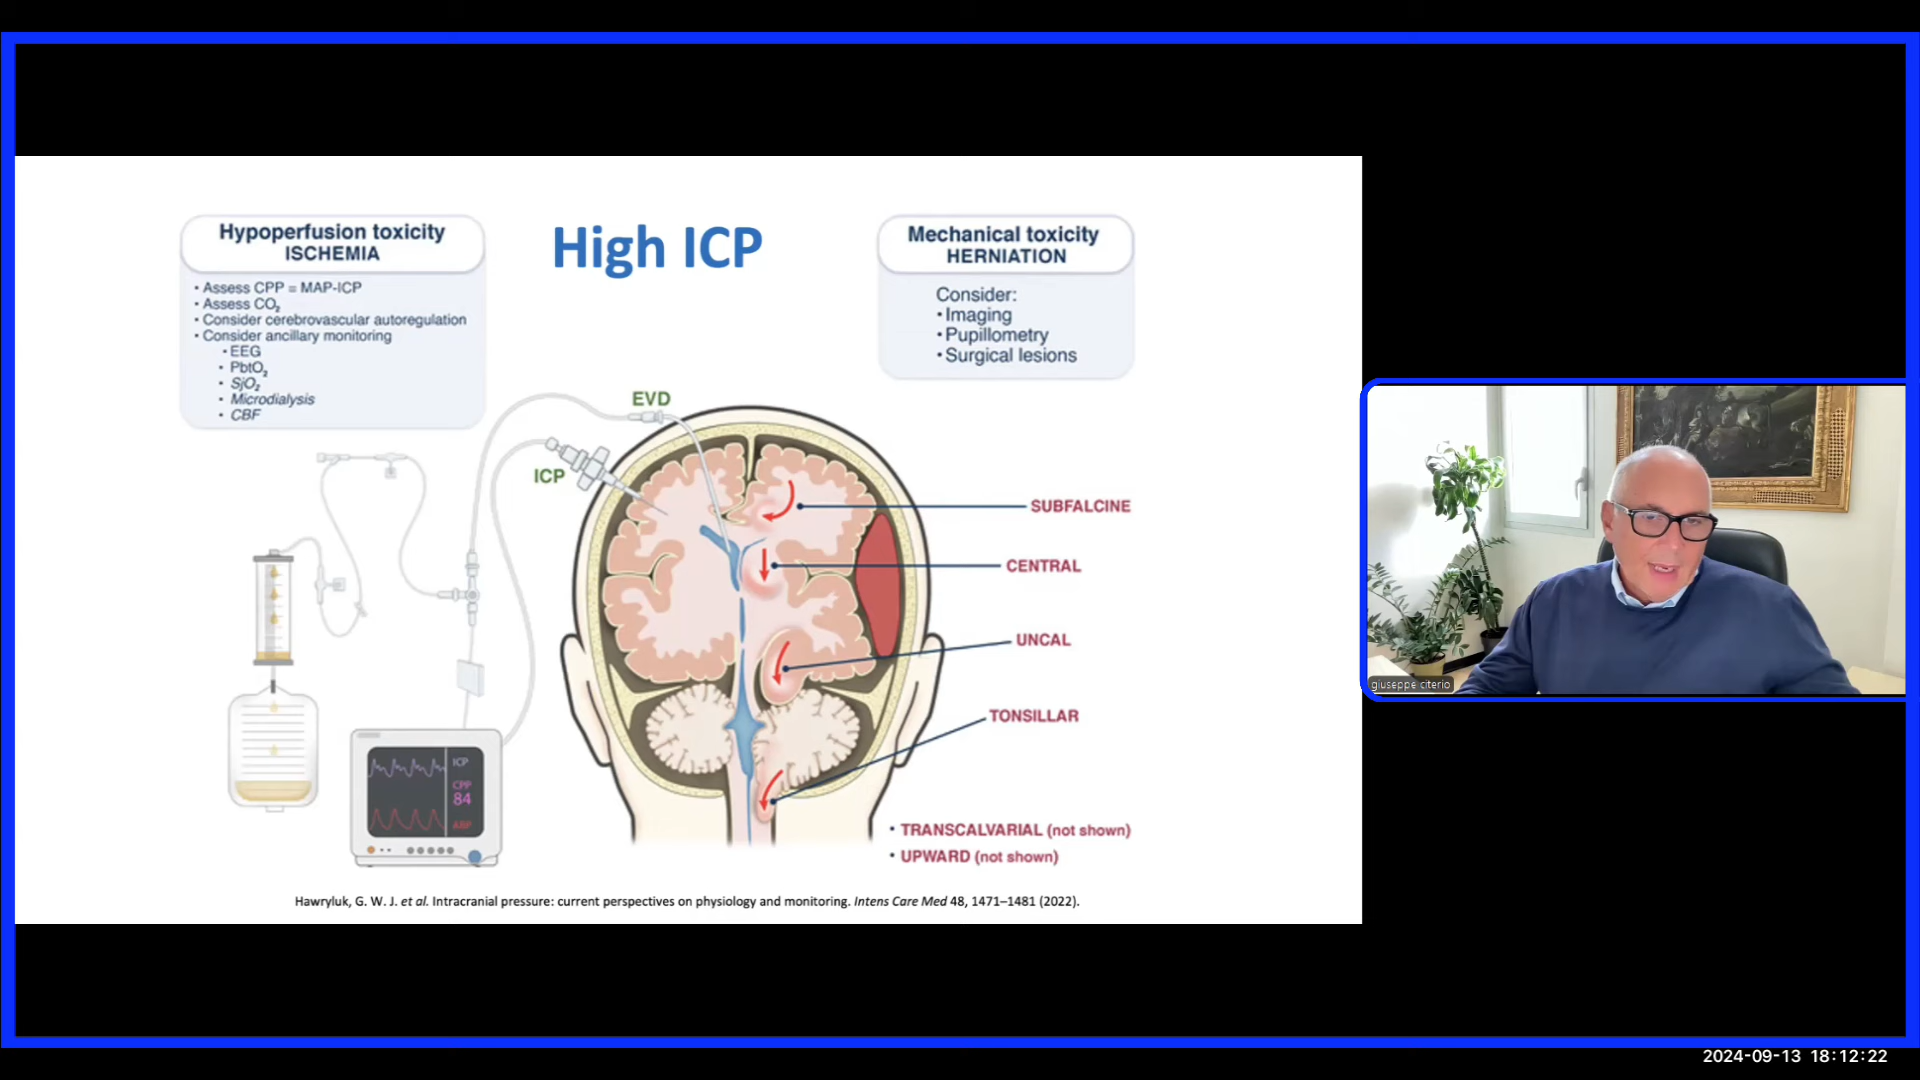 High ICP
Hypoperfusion toxicity
ISCHEMIA
• Assess CPP = MAP-ICP
• Assess CO₂
• Consider cerebrovascular autoregulation
• Consider ancillary monitoring
• EEG
• PbtO₂
• SjO₂
• Microdialysis
• CBF
Mechanical toxicity
HERNIATION
Consider:
• Imaging
• Pupillometry
• Surgical lesions
EVD
ICP
SUBFALCINE
CENTRAL
UNCAL
TONSILLAR
• TRANSCALVARIAL (not shown)
• UPWARD (not shown)
ICP
CPP
84
ABP
Hawryluk, G. W. J. et al. Intracranial pressure: current perspectives on physiology and monitoring. Intens Care Med 48, 1471–1481 (2022).
giuseppe citerio
2024-09-13 18:12:22